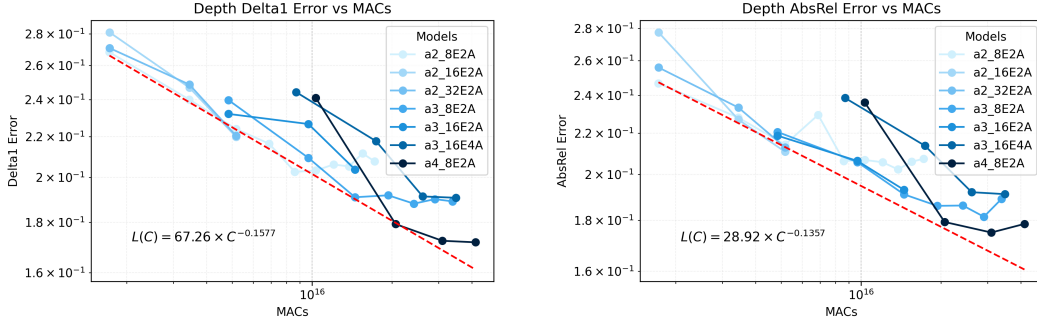 Depth Delta1 Error vs MACs
Delta1 Error
2.8 × 10⁻¹
2.6 × 10⁻¹
2.4 × 10⁻¹
2.2 × 10⁻¹
2 × 10⁻¹
1.8 × 10⁻¹
1.6 × 10⁻¹
Models
a2_8E2A
a2_16E2A
a2_32E2A
a3_8E2A
a3_16E2A
a3_16E4A
a4_8E2A
L(C) = 67.26 × C⁻⁰·¹⁵⁷⁷
10¹⁶
MACs
Depth AbsRel Error vs MACs
AbsRel Error
2.8 × 10⁻¹
2.6 × 10⁻¹
2.4 × 10⁻¹
2.2 × 10⁻¹
2 × 10⁻¹
1.8 × 10⁻¹
1.6 × 10⁻¹
Models
a2_8E2A
a2_16E2A
a2_32E2A
a3_8E2A
a3_16E2A
a3_16E4A
a4_8E2A
L(C) = 28.92 × C⁻⁰·¹³⁵⁷
10¹⁶
MACs